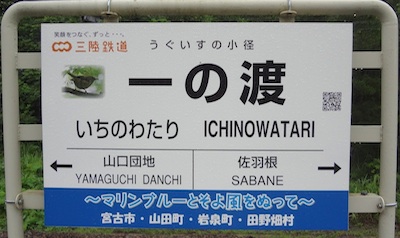 笑顔をつなぐ、ずっと・・・。
三陸鉄道
うぐいすの小径
一の渡
いちのわたり ICHINOWATARI
山口団地 佐羽根
YAMAGUCHI DANCHI SABANE
〜マリンブルーとそよ風をぬって〜
宮古市・山田町・岩泉町・田野畑村